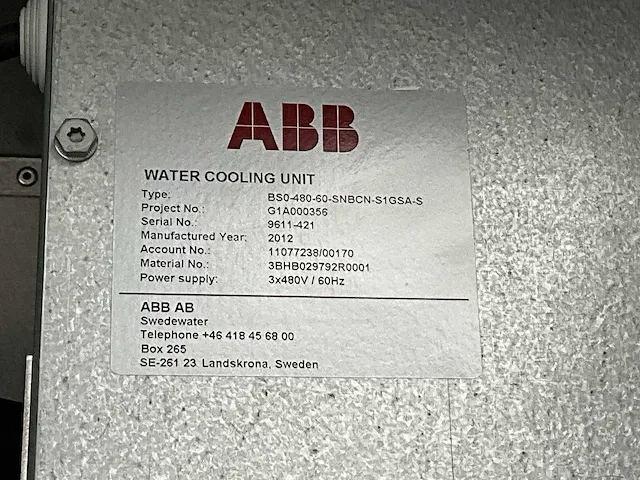 ABB
WATER COOLING UNIT
Type: BS0-480-60-SNBCN-S1GSA-S
Project No.: G1A000356
Serial No.: 9611-421
Manufactured Year: 2012
Account No.: 11077238/00170
Material No.: 3BHB029792R0001
Power supply: 3x480V / 60Hz
ABB AB
Swedewater
Telephone +46 418 45 68 00
Box 265
SE-261 23 Landskrona, Sweden